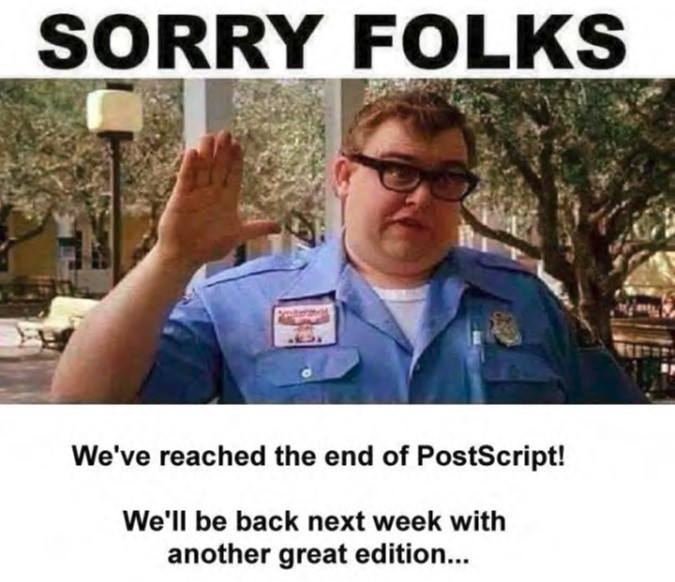 SORRY FOLKS
We've reached the end of PostScript!
We'll be back next week with
another great edition...